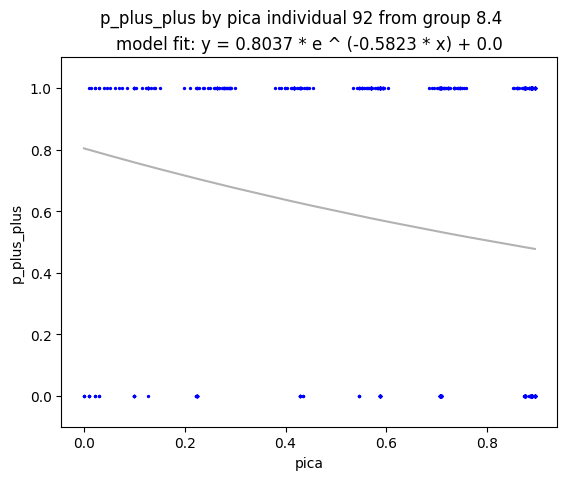 p_plus_plus by pica individual 92 from group 8.4
model fit: y = 0.8037 * e ^ (-0.5823 * x) + 0.0
1.0
0.8
0.6
0.4
0.2
0.0
p_plus_plus
0.0 0.2 0.4 0.6 0.8
pica